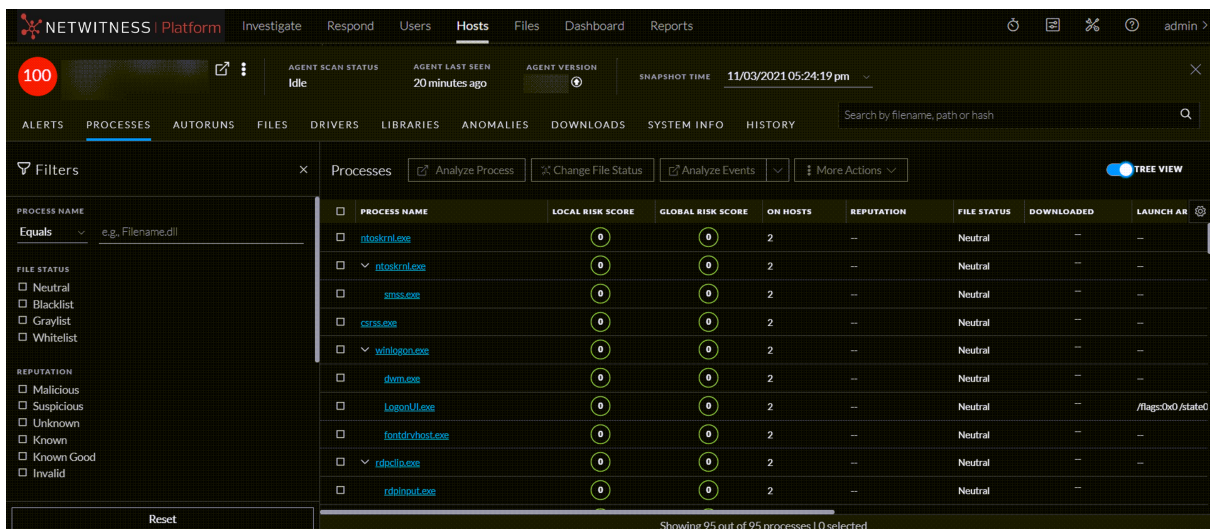 NETWITNESS | Platform Investigate Respond Users Hosts Files Dashboard Reports admin >
100 AGENT SCAN STATUS AGENT LAST SEEN AGENT VERSION SNAPSHOT TIME 11/03/2021 05:24:19 pm
Idle 20 minutes ago
ALERTS PROCESSES AUTORUNS FILES DRIVERS LIBRARIES ANOMALIES DOWNLOADS SYSTEM INFO HISTORY Search by filename, path or hash
Filters × Processes Analyze Process Change File Status Analyze Events More Actions TREE VIEW
PROCESS NAME
Equals e.g., Filename.dll
FILE STATUS
Neutral
Blacklist
Graylist
Whitelist
REPUTATION
Malicious
Suspicious
Unknown
Known
Known Good
Invalid
Reset
PROCESS NAME LOCAL RISK SCORE GLOBAL RISK SCORE ON HOSTS REPUTATION FILE STATUS DOWNLOADED LAUNCH AR
ntoskrnl.exe 0 0 2 -- Neutral -- --
ntoskrnl.exe 0 0 2 -- Neutral -- --
smss.exe 0 0 2 -- Neutral -- --
csrss.exe 0 0 2 -- Neutral -- --
winlogon.exe 0 0 2 -- Neutral -- --
dwm.exe 0 0 2 -- Neutral -- --
LogonUI.exe 0 0 2 -- Neutral -- /flags:0x0 /state0
fontdrvhost.exe 0 0 2 -- Neutral -- --
rdpclip.exe 0 0 2 -- Neutral -- --
rdpinput.exe 0 0 2 -- Neutral -- --
Showing 95 out of 95 processes | 0 selected